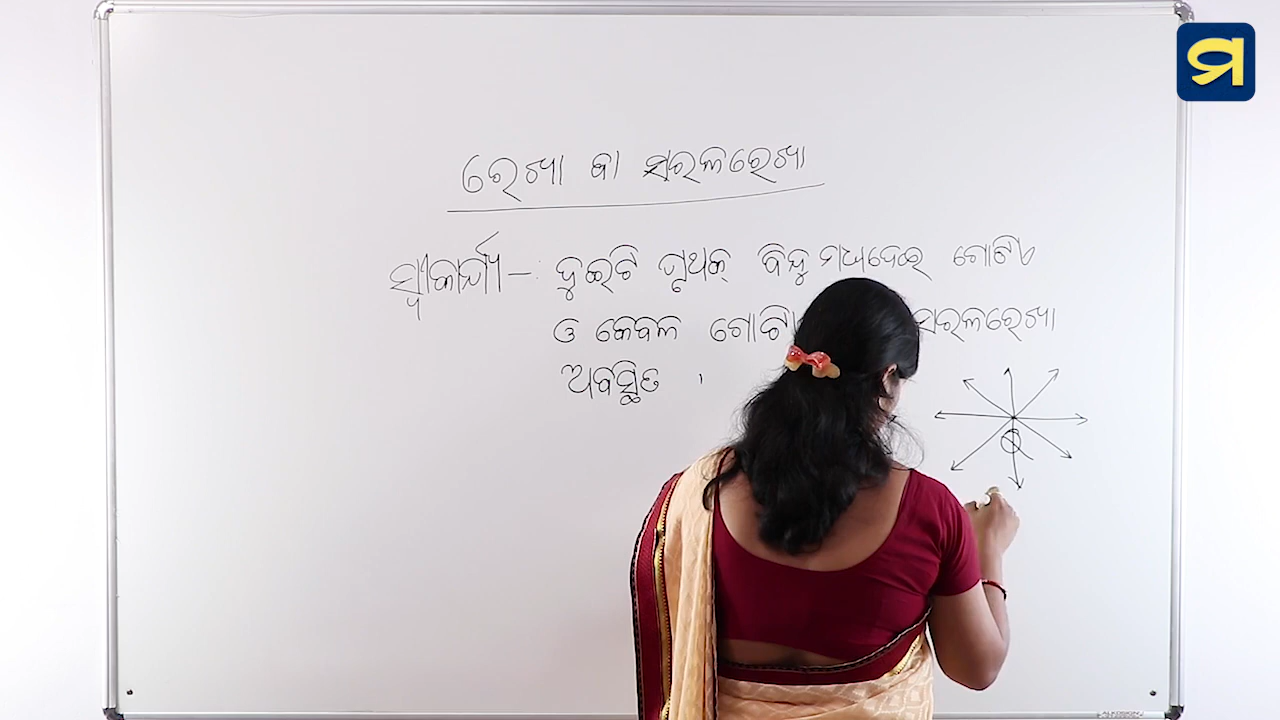 ରେଖା ବା ସରଳରେଖା
ସ୍ୱୀକାର୍ଯ୍ୟ -: ଦୁଇଟି ପୃଥକ୍ ବିନ୍ଦୁ ମଧ୍ୟଦେଇ ଗୋଟିଏ
ଓ କେବଳ ଗୋଟି ସରଳରେଖା
ଅବସ୍ଥିତ ।